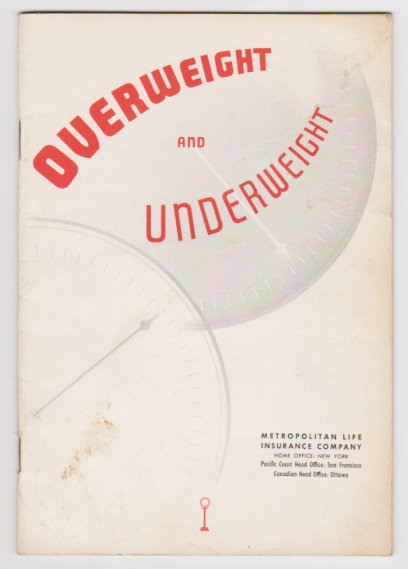 OVERWEIGHT
AND
UNDERWEIGHT
METROPOLITAN LIFE
INSURANCE COMPANY
HOME OFFICE: NEW YORK
Pacific Coast Head Office: San Francisco
Canadian Head Office: Ottawa